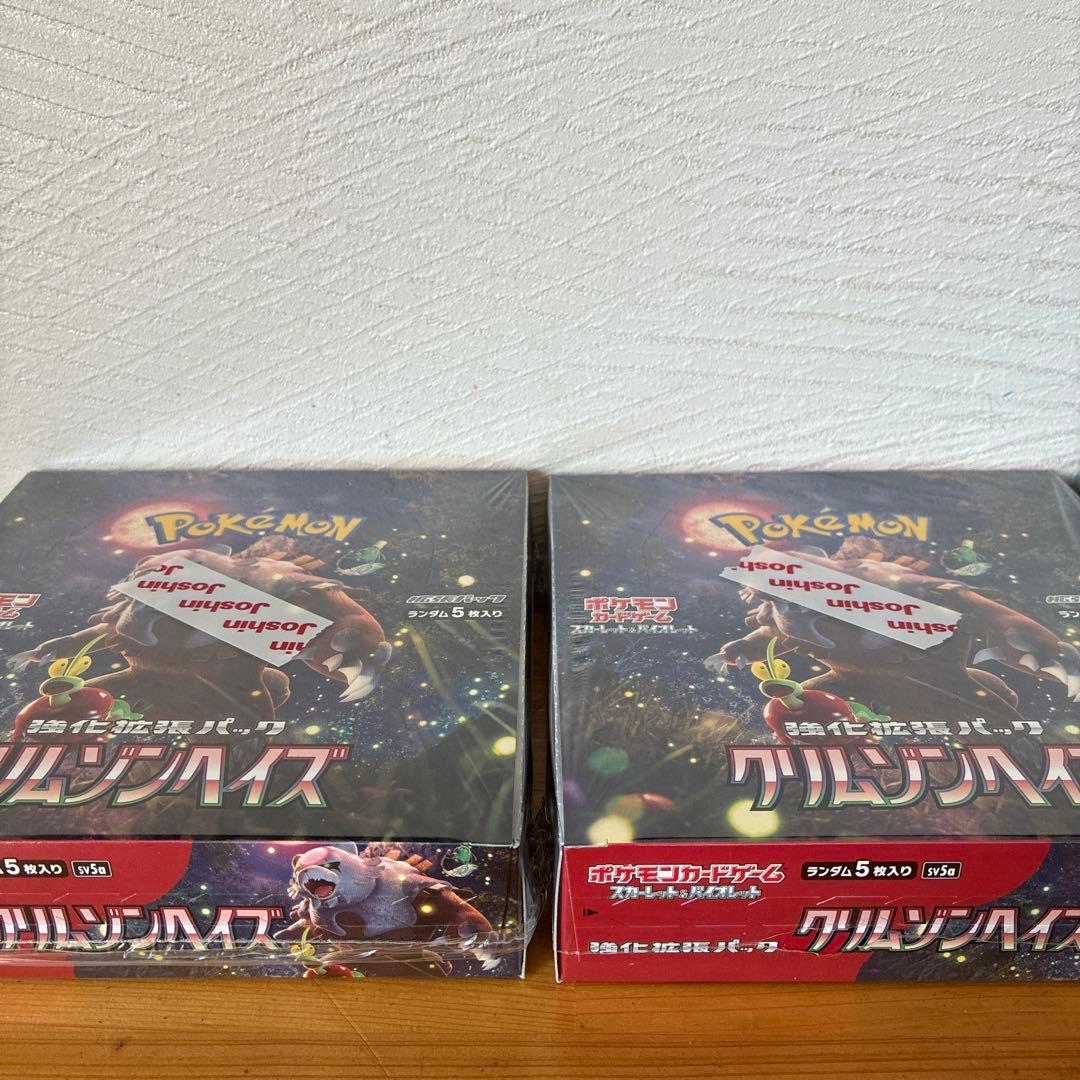 POKéMON
Joshin
Joshin
Joshin
拡張パック
ランダム 5 枚入り
強化拡張パック
リムゾンヘイズ
5 枚入り
sv5a
リムゾンヘイズ
POKéMON
Joshin
Joshin
Joshin
ポケモン
カードゲーム
スカーレット&バイオレット
強化拡張パック
クリムゾンヘイズ
ポケモンカードゲーム
スカーレット&バイオレット
ランダム 5 枚入り
sv5a
強化拡張パック
クリムゾンヘイズ